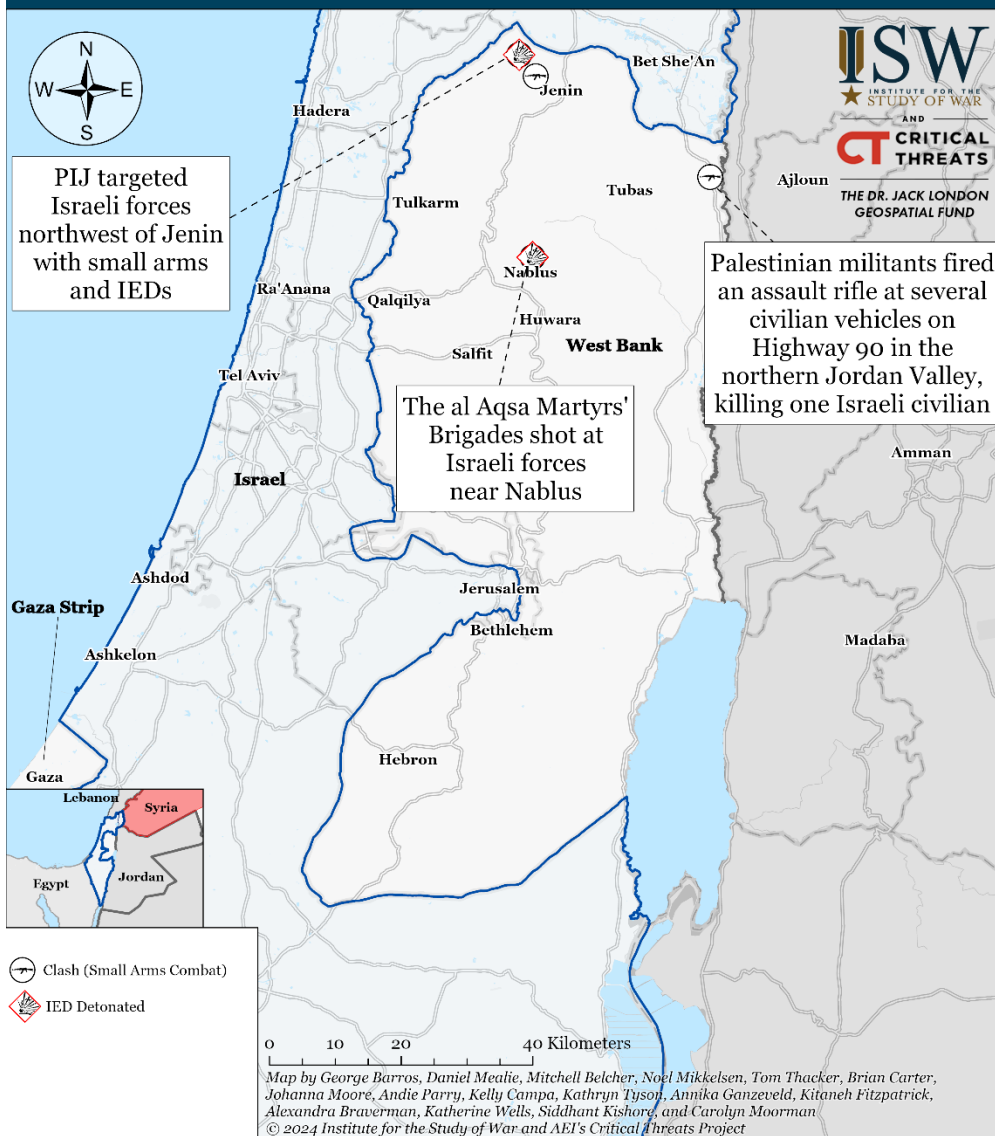 N
W
E
S
ISW
INSTITUTE FOR THE
STUDY OF WAR
AND
CT CRITICAL
THREATS
THE DR. JACK LONDON
GEOSPATIAL FUND
PIJ targeted
Israeli forces
northwest of Jenin
with small arms
and IEDs
Palestinian militants fired
an assault rifle at several
civilian vehicles on
Highway 90 in the
northern Jordan Valley,
killing one Israeli civilian
The al Aqsa Martyrs'
Brigades shot at
Israeli forces
near Nablus
Bet She'An
Jenin
Hadera
Ajloun
Tubas
Tulkarm
Nablus
Ra'Anana
Qalqilya
Huwara
West Bank
Salfit
Tel Aviv
Amman
Israel
Ashdod
Jerusalem
Gaza Strip
Bethlehem
Madaba
Ashkelon
Hebron
Gaza
Lebanon
Syria
Egypt
Jordan
Clash (Small Arms Combat)
IED Detonated
0 10 20 40 Kilometers
Map by George Barros, Daniel Mealie, Mitchell Belcher, Noel Mikkelsen, Tom Thacker, Brian Carter,
Johanna Moore, Andie Parry, Kelly Campa, Kathryn Tyson, Annika Ganzeveld, Kitaneh Fitzpatrick,
Alexandra Braverman, Katherine Wells, Siddhant Kishore, and Carolyn Moorman
© 2024 Institute for the Study of War and AEI's Critical Threats Project